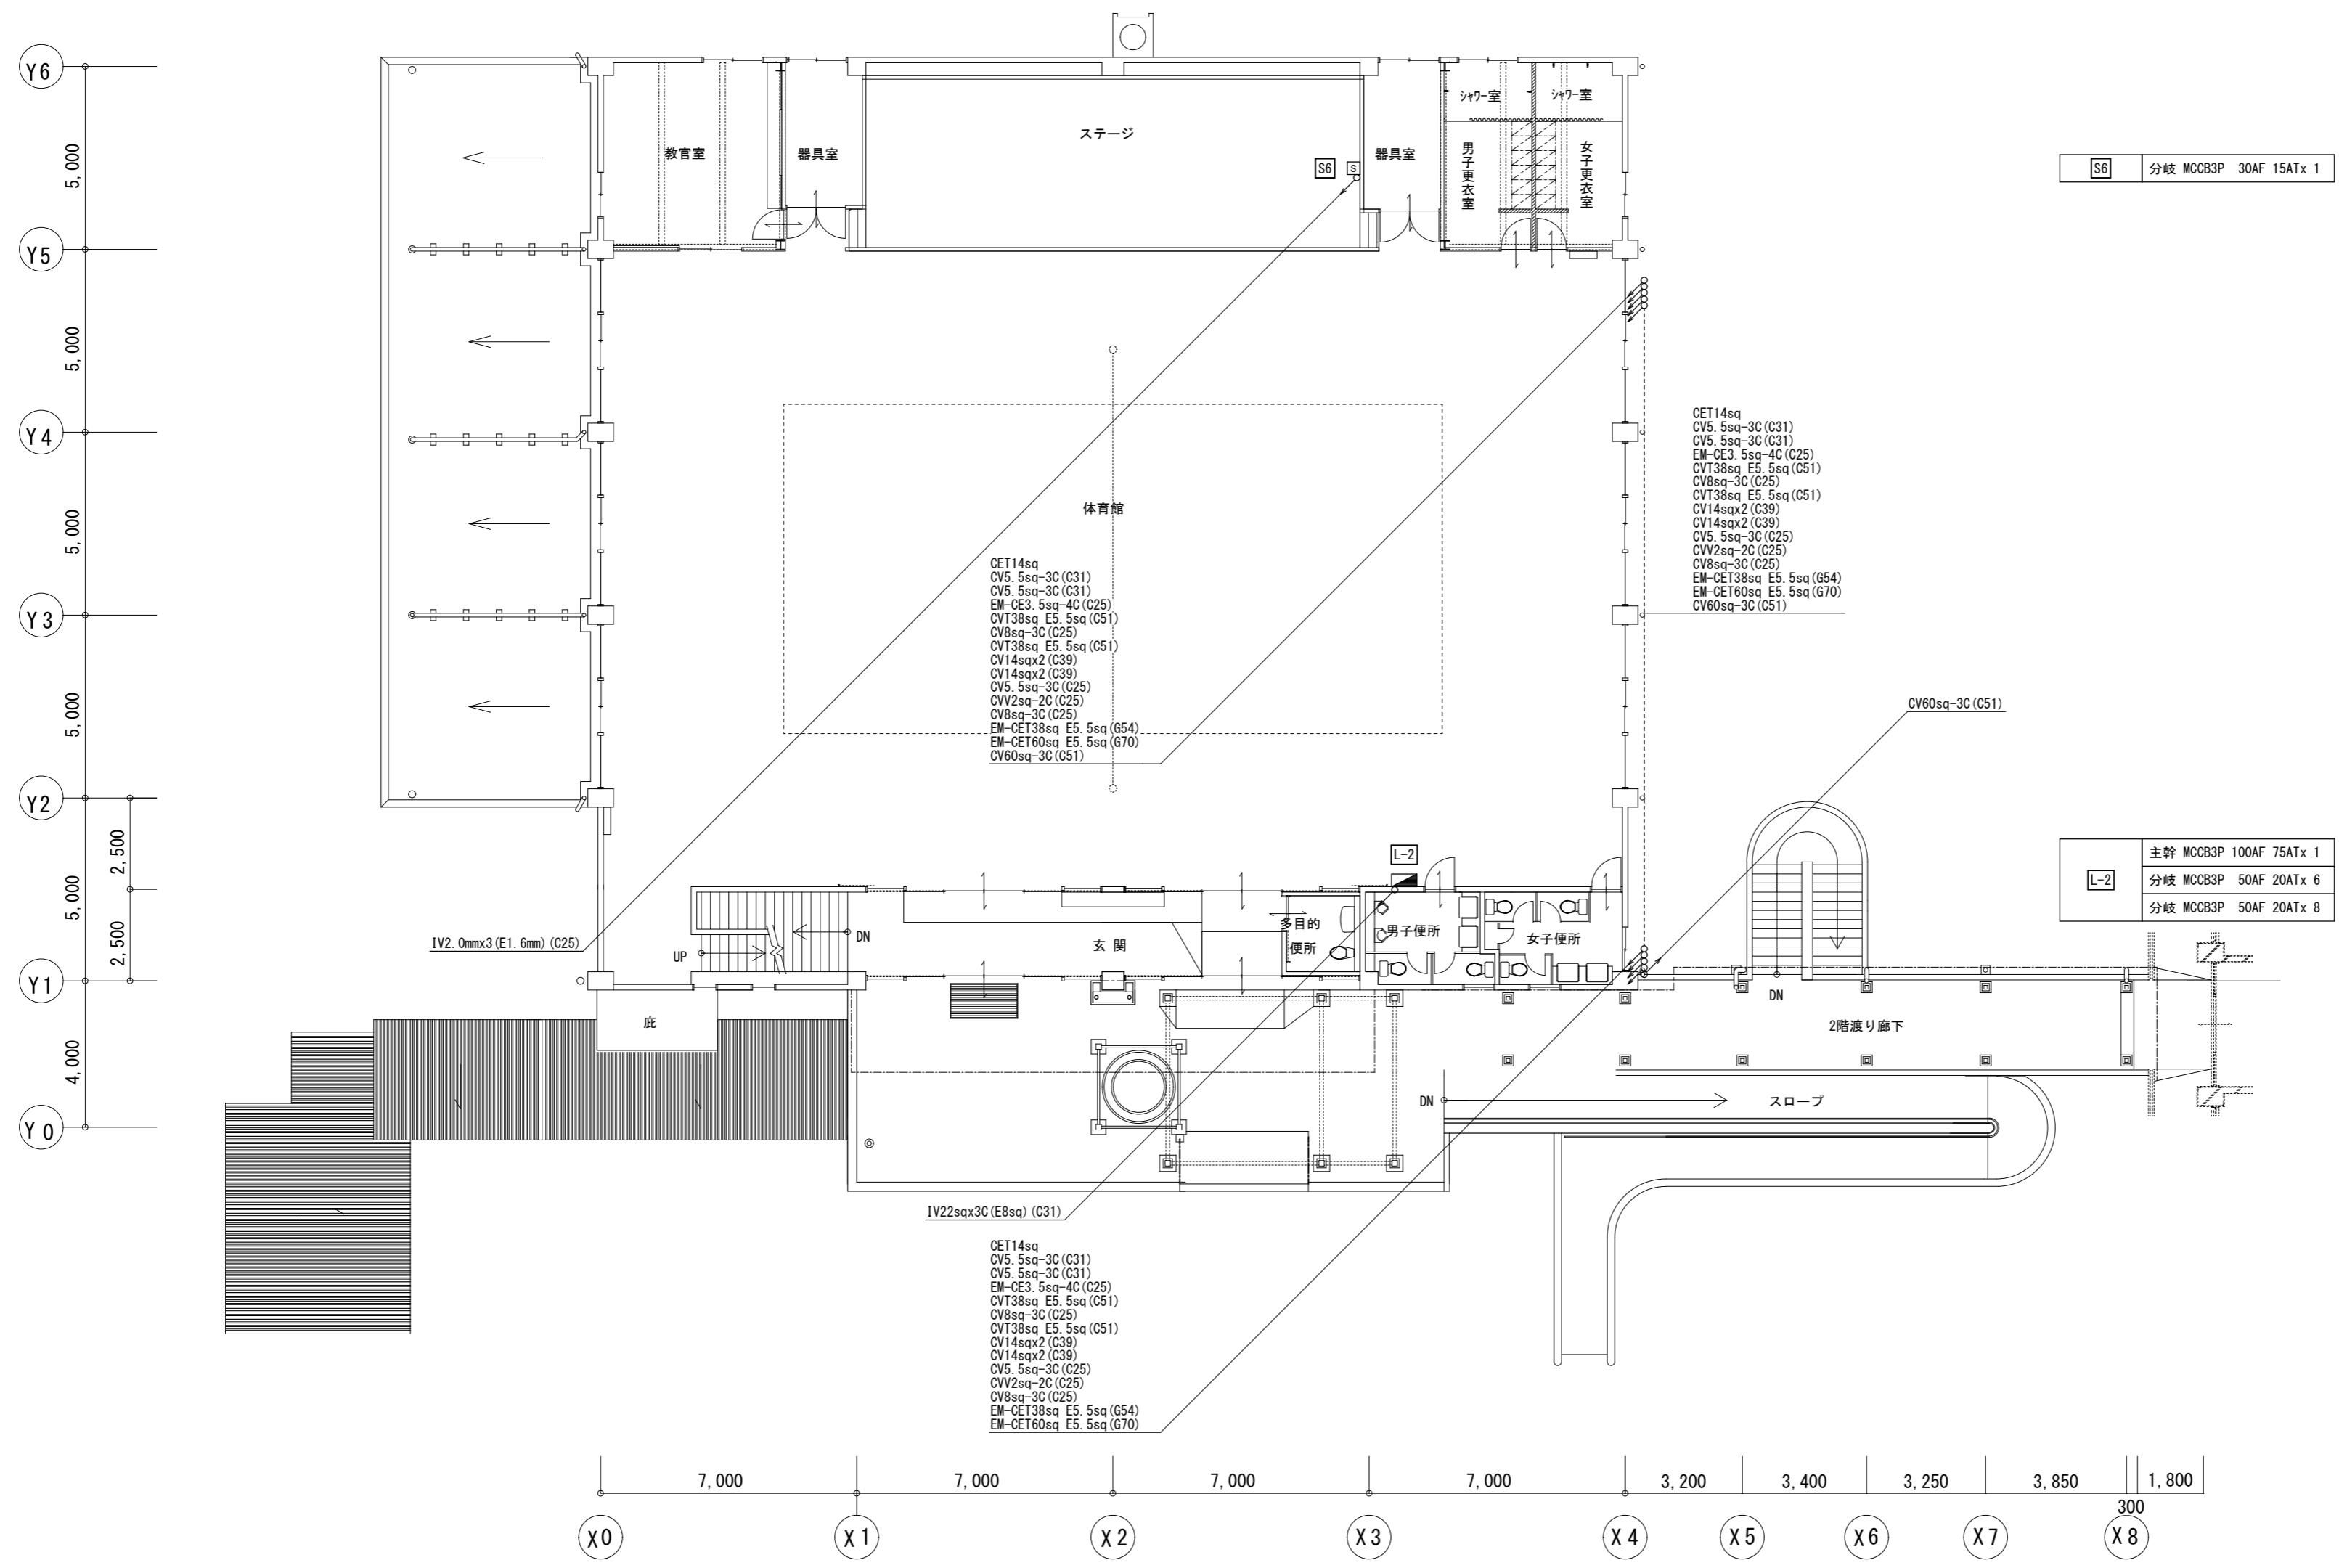 Y6
Y5
Y4
Y3
Y2
Y1
Y0
5,000
5,000
5,000
5,000
5,000
2,500
2,500
4,000
教官室
器具室
ステージ
S6
S
器具室
シャワー室
シャワー室
男子更衣室
女子更衣室
S6
分岐 MCCB3P 30AF 15ATx 1
体育館
CET14sq
CV5.5sq-3C(C31)
CV5.5sq-3C(C31)
EM-CE3.5sq-4C(C25)
CVT38sq E5.5sq(C51)
CV8sq-3C(C25)
CVT38sq E5.5sq(C51)
CV14sqx2(C39)
CV14sqx2(C39)
CV5.5sq-3C(C25)
CVV2sq-2C(C25)
CV8sq-3C(C25)
EM-CET38sq E5.5sq(G54)
EM-CET60sq E5.5sq(G70)
CV60sq-3C(C51)
CET14sq
CV5.5sq-3C(C31)
CV5.5sq-3C(C31)
EM-CE3.5sq-4C(C25)
CVT38sq E5.5sq(C51)
CV8sq-3C(C25)
CVT38sq E5.5sq(C51)
CV14sqx2(C39)
CV14sqx2(C39)
CV5.5sq-3C(C25)
CVV2sq-2C(C25)
CV8sq-3C(C25)
EM-CET38sq E5.5sq(G54)
EM-CET60sq E5.5sq(G70)
CV60sq-3C(C51)
CV60sq-3C(C51)
L-2
主幹 MCCB3P 100AF 75ATx 1
分岐 MCCB3P 50AF 20ATx 6
分岐 MCCB3P 50AF 20ATx 8
L-2
IV2.0mmx3(E1.6mm)(C25)
UP
DN
玄関
多目的
便所
男子便所
女子便所
庇
DN
2階渡り廊下
DN
スロープ
IV22sqx3C(E8sq)(C31)
CET14sq
CV5.5sq-3C(C31)
CV5.5sq-3C(C31)
EM-CE3.5sq-4C(C25)
CVT38sq E5.5sq(C51)
CV8sq-3C(C25)
CVT38sq E5.5sq(C51)
CV14sqx2(C39)
CV14sqx2(C39)
CV5.5sq-3C(C25)
CVV2sq-2C(C25)
CV8sq-3C(C25)
EM-CET38sq E5.5sq(G54)
EM-CET60sq E5.5sq(G70)
7,000
7,000
7,000
7,000
3,200
3,400
3,250
3,850
300
1,800
X0
X1
X2
X3
X4
X5
X6
X7
X8